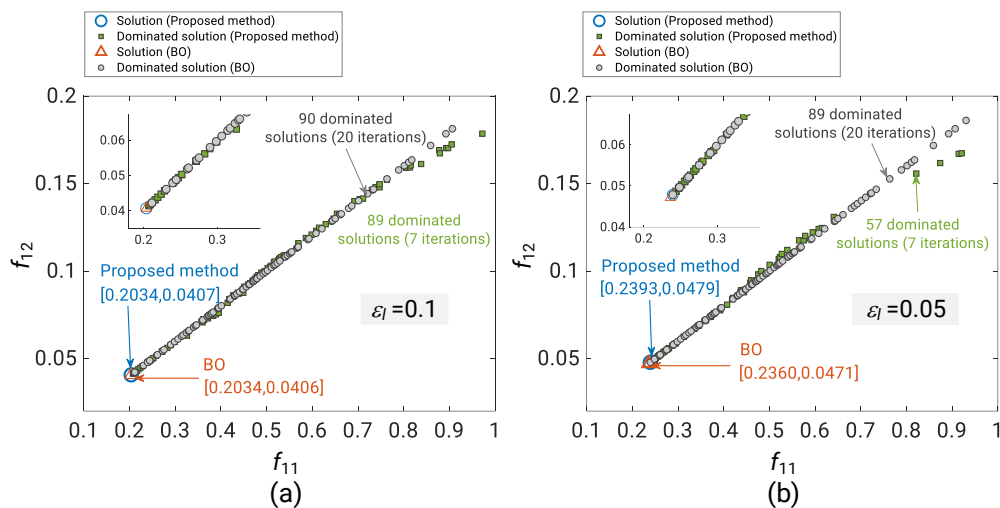 Solution (Proposed method)
Dominated solution (Proposed method)
Solution (BO)
Dominated solution (BO)
0.2
0.15
0.1
0.05
f12
0.06
0.05
0.04
0.2
0.3
90 dominated
solutions (20 iterations)
89 dominated
solutions (7 iterations)
Proposed method
[0.2034,0.0407]
εl=0.1
BO
[0.2034,0.0406]
0.1 0.2 0.3 0.4 0.5 0.6 0.7 0.8 0.9 1
f11
(a)
Solution (Proposed method)
Dominated solution (Proposed method)
Solution (BO)
Dominated solution (BO)
0.2
0.15
0.1
0.05
f12
0.06
0.05
0.04
0.2
0.3
89 dominated
solutions (20 iterations)
57 dominated
solutions (7 iterations)
Proposed method
[0.2393,0.0479]
εl=0.05
BO
[0.2360,0.0471]
0.1 0.2 0.3 0.4 0.5 0.6 0.7 0.8 0.9 1
f11
(b)